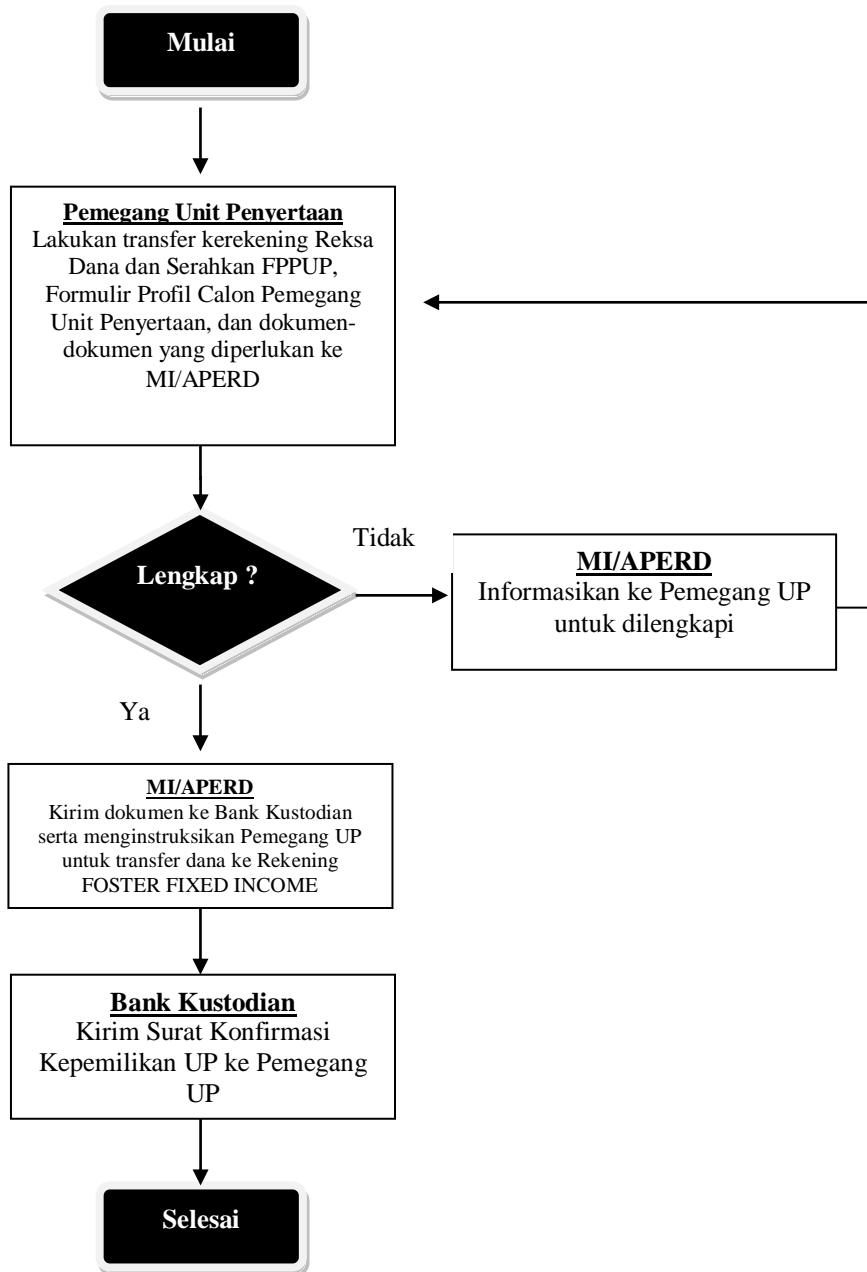 Mulai
Pemegang Unit Penyertaan
Lakukan transfer kerekening Reksa
Dana dan Serahkan FPPUP,
Formulir Profil Calon Pemegang
Unit Penyertaan, dan dokumen-
dokumen yang diperlukan ke
MI/APERD
Lengkap ?
Tidak
MI/APERD
Informasikan ke Pemegang UP
untuk dilengkapi
Ya
MI/APERD
Kirim dokumen ke Bank Kustodian
serta menginstruksikan Pemegang UP
untuk transfer dana ke Rekening
FOSTER FIXED INCOME
Bank Kustodian
Kirim Surat Konfirmasi
Kepemilikan UP ke Pemegang
UP
Selesai